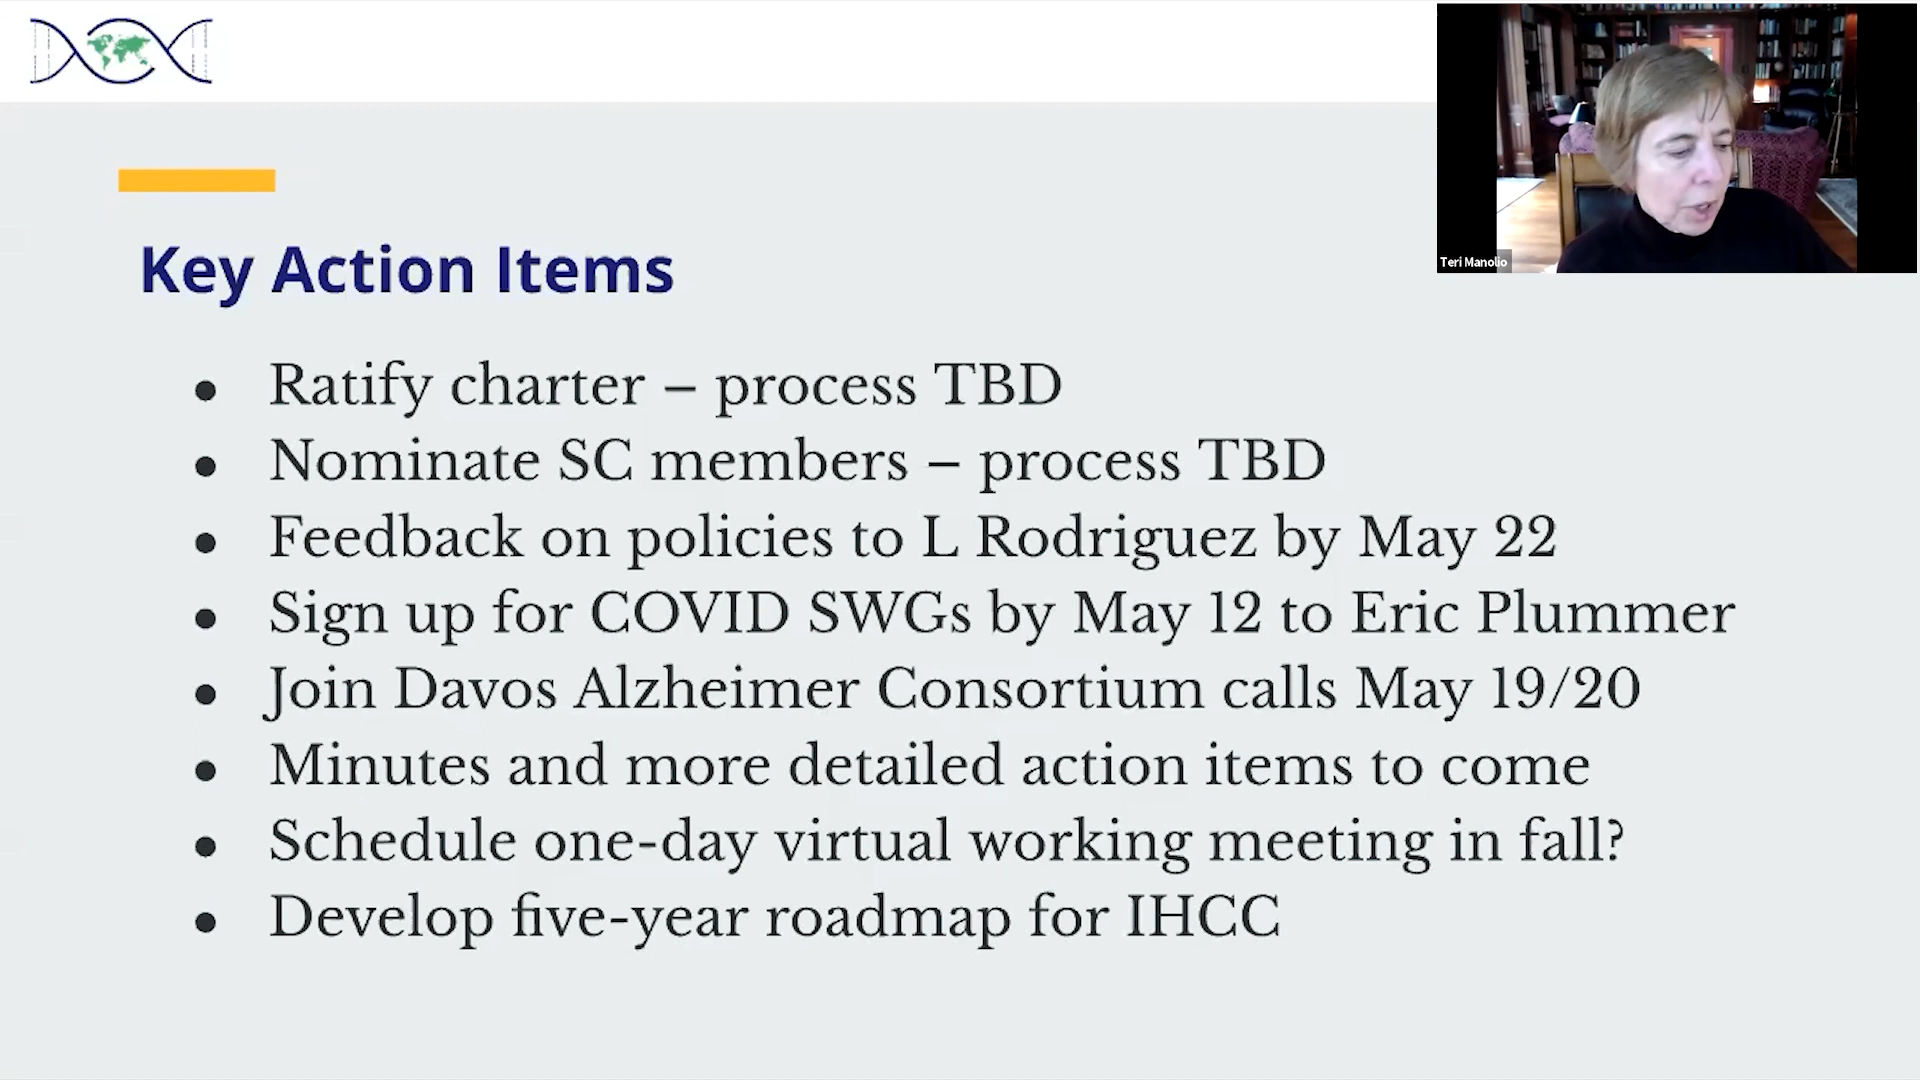 Teri Manolio
Key Action Items
● Ratify charter – process TBD
● Nominate SC members – process TBD
● Feedback on policies to L Rodriguez by May 22
● Sign up for COVID SWGs by May 12 to Eric Plummer
● Join Davos Alzheimer Consortium calls May 19/20
● Minutes and more detailed action items to come
● Schedule one-day virtual working meeting in fall?
● Develop five-year roadmap for IHCC